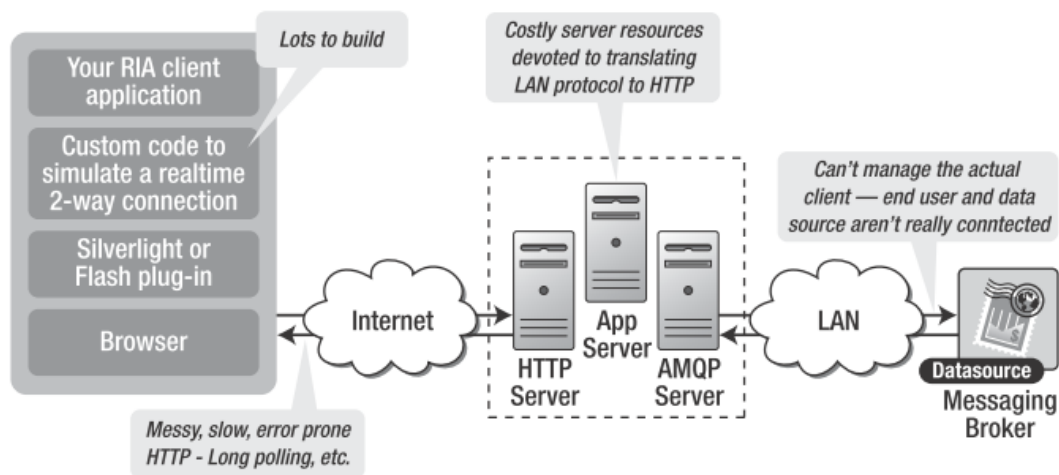 Lots to build
Your RIA client
application
Custom code to
simulate a realtime
2-way connection
Silverlight or
Flash plug-in
Browser
Messy, slow, error prone
HTTP - Long polling, etc.
Internet
Costly server resources
devoted to translating
LAN protocol to HTTP
HTTP
Server
App
Server
AMQP
Server
LAN
Can't manage the actual
client — end user and data
source aren't really conntected
Datasource
Messaging
Broker